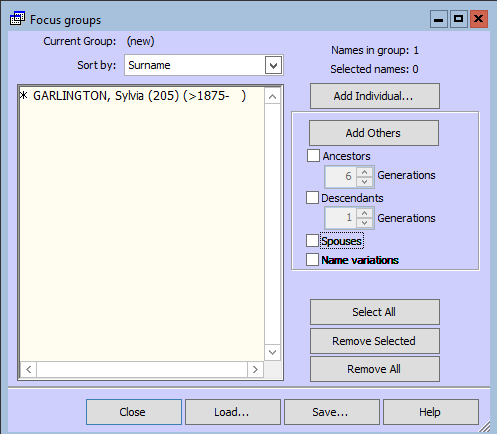 Focus groups
Current Group: (new)
Names in group: 1
Sort by: Surname
Selected names: 0
* GARLINGTON, Sylvia (205) (>1875- )
Add Individual...
Add Others
Ancestors
6 Generations
Descendants
1 Generations
Spouses
Name variations
Select All
Remove Selected
Remove All
Close Load... Save... Help